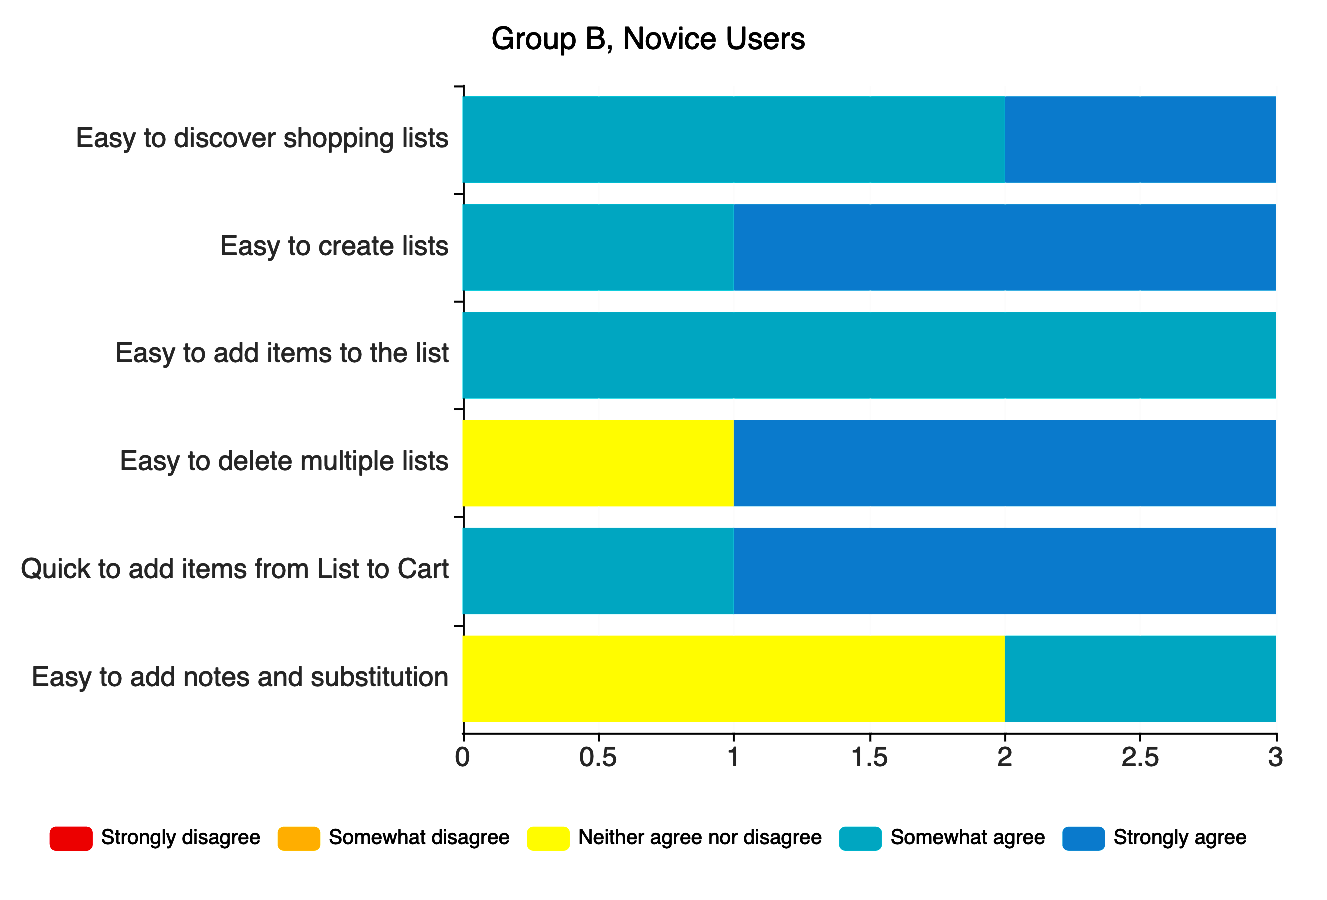 Group B, Novice Users
Easy to discover shopping lists
Easy to create lists
Easy to add items to the list
Easy to delete multiple lists
Quick to add items from List to Cart
Easy to add notes and substitution
0 0.5 1 1.5 2 2.5 3
Strongly disagree Somewhat disagree Neither agree nor disagree Somewhat agree Strongly agree